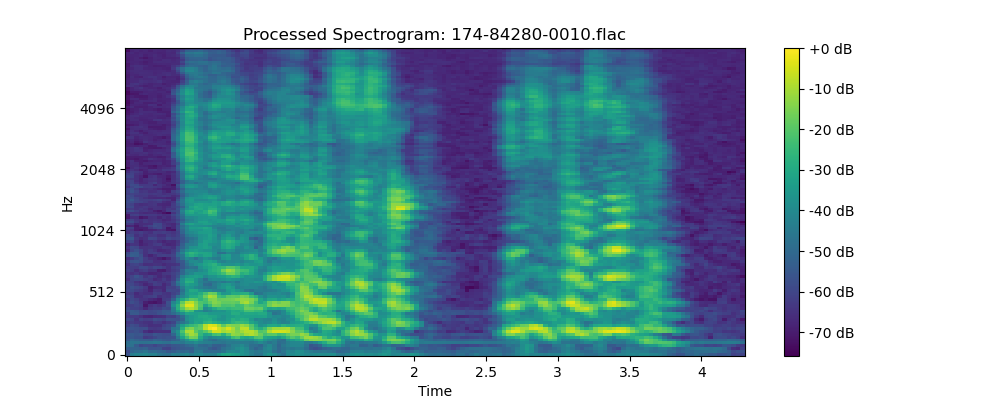 Processed Spectrogram: 174-84280-0010.flac
+0 dB
-10 dB
-20 dB
-30 dB
-40 dB
-50 dB
-60 dB
-70 dB
4096
2048
1024
512
0
Hz
0
0.5
1
1.5
2
2.5
3
3.5
4
Time